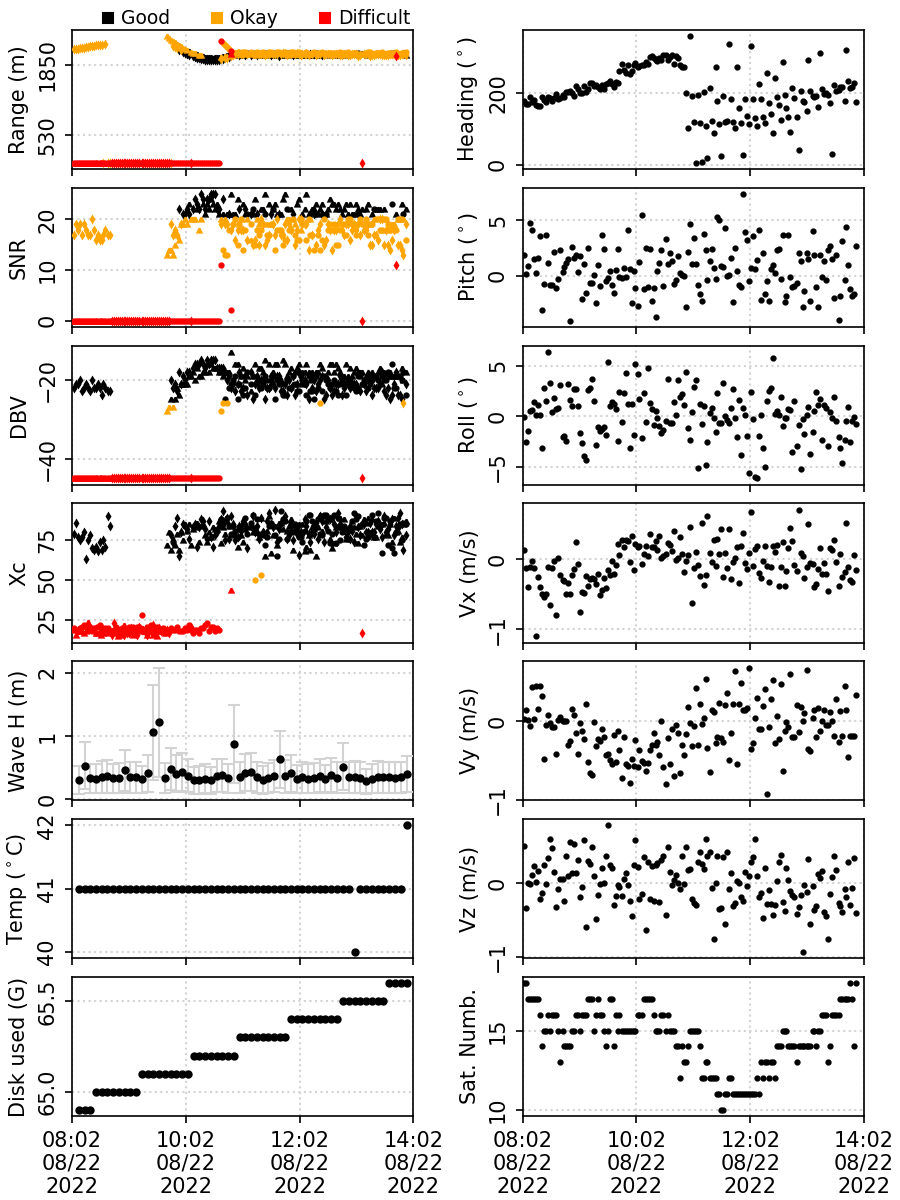 Good Okay Difficult
Range (m)
1850
530
Heading (°)
200
0
SNR
20
10
0
Pitch (°)
5
0
DBV
−20
−40
Roll (°)
5
0
−5
Xc
75
50
25
Vx (m/s)
0
−1
Wave H (m)
2
1
0
Vy (m/s)
0
−1
Temp (°C)
42
41
40
Vz (m/s)
0
−1
Disk used (G)
65.5
65.0
Sat. Numb.
15
10
08:02 10:02 12:02 14:02
08/22 08/22 08/22 08/22
2022 2022 2022 2022
08:02 10:02 12:02 14:02
08/22 08/22 08/22 08/22
2022 2022 2022 2022